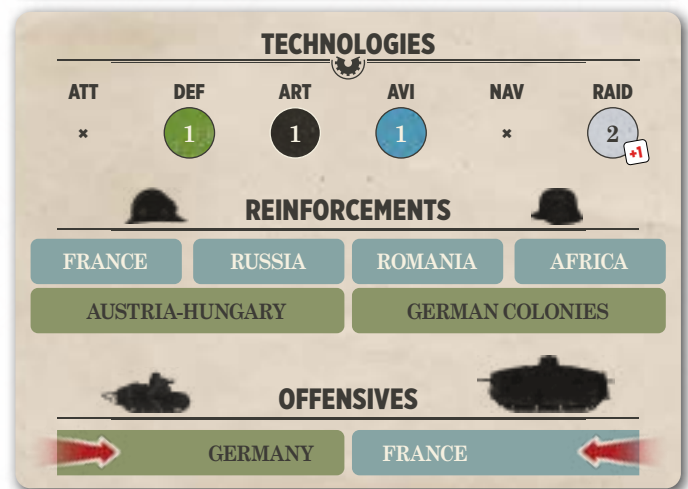 TECHNOLOGIES
ATT DEF ART AVI NAV RAID
× 1 1 1 × 2 +1
REINFORCEMENTS
FRANCE RUSSIA ROMANIA AFRICA
AUSTRIA-HUNGARY GERMAN COLONIES
OFFENSIVES
GERMANY FRANCE